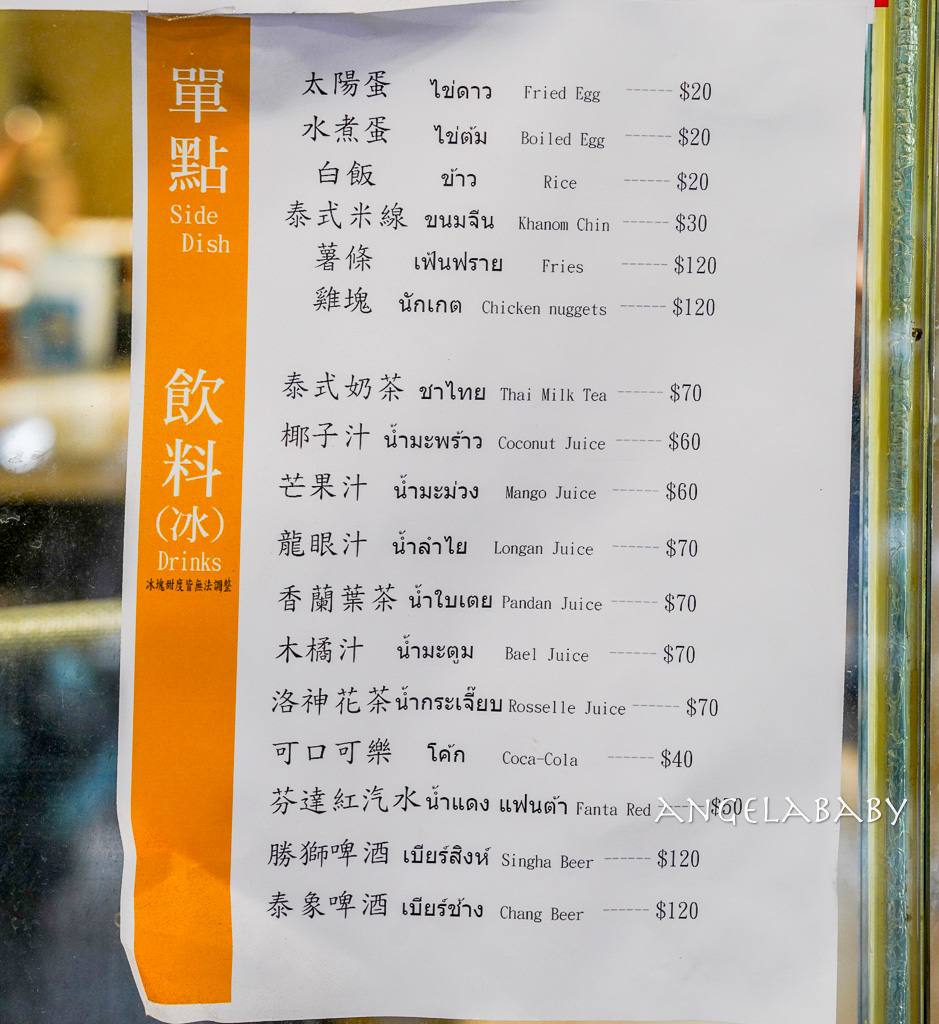 單點
Side
Dish
太陽蛋 ไข่ดาว Fried Egg ------ $20
水煮蛋 ไข่ต้ม Boiled Egg ------ $20
白飯 ข้าว Rice ------ $20
泰式米線 ขนมจีน Khanom Chin ------ $30
薯條 เฟ้นฟราย Fries ------ $120
雞塊 นักเกต Chicken nuggets ------ $120
飲料
(冰)
Drinks
冰塊甜度皆無法調整
泰式奶茶 ชาไทย Thai Milk Tea ------ $70
椰子汁 น้ำมะพร้าว Coconut Juice ------ $60
芒果汁 น้ำมะม่วง Mango Juice ------ $60
龍眼汁 น้ำลำไย Longan Juice ------ $70
香蘭葉茶 น้ำใบเตย Pandan Juice ------ $70
木橘汁 น้ำมะตูม Bael Juice ------ $70
洛神花茶 น้ำกระเจี๊ยบ Rosselle Juice ------ $70
可口可樂 โค้ก Coca-Cola ------ $40
芬達紅汽水 น้ำแดง แฟนต้า Fanta Red ------ $50
ANGELABABY
勝獅啤酒 เบียร์สิงห์ Singha Beer ------ $120
泰象啤酒 เบียร์ช้าง Chang Beer ------ $120